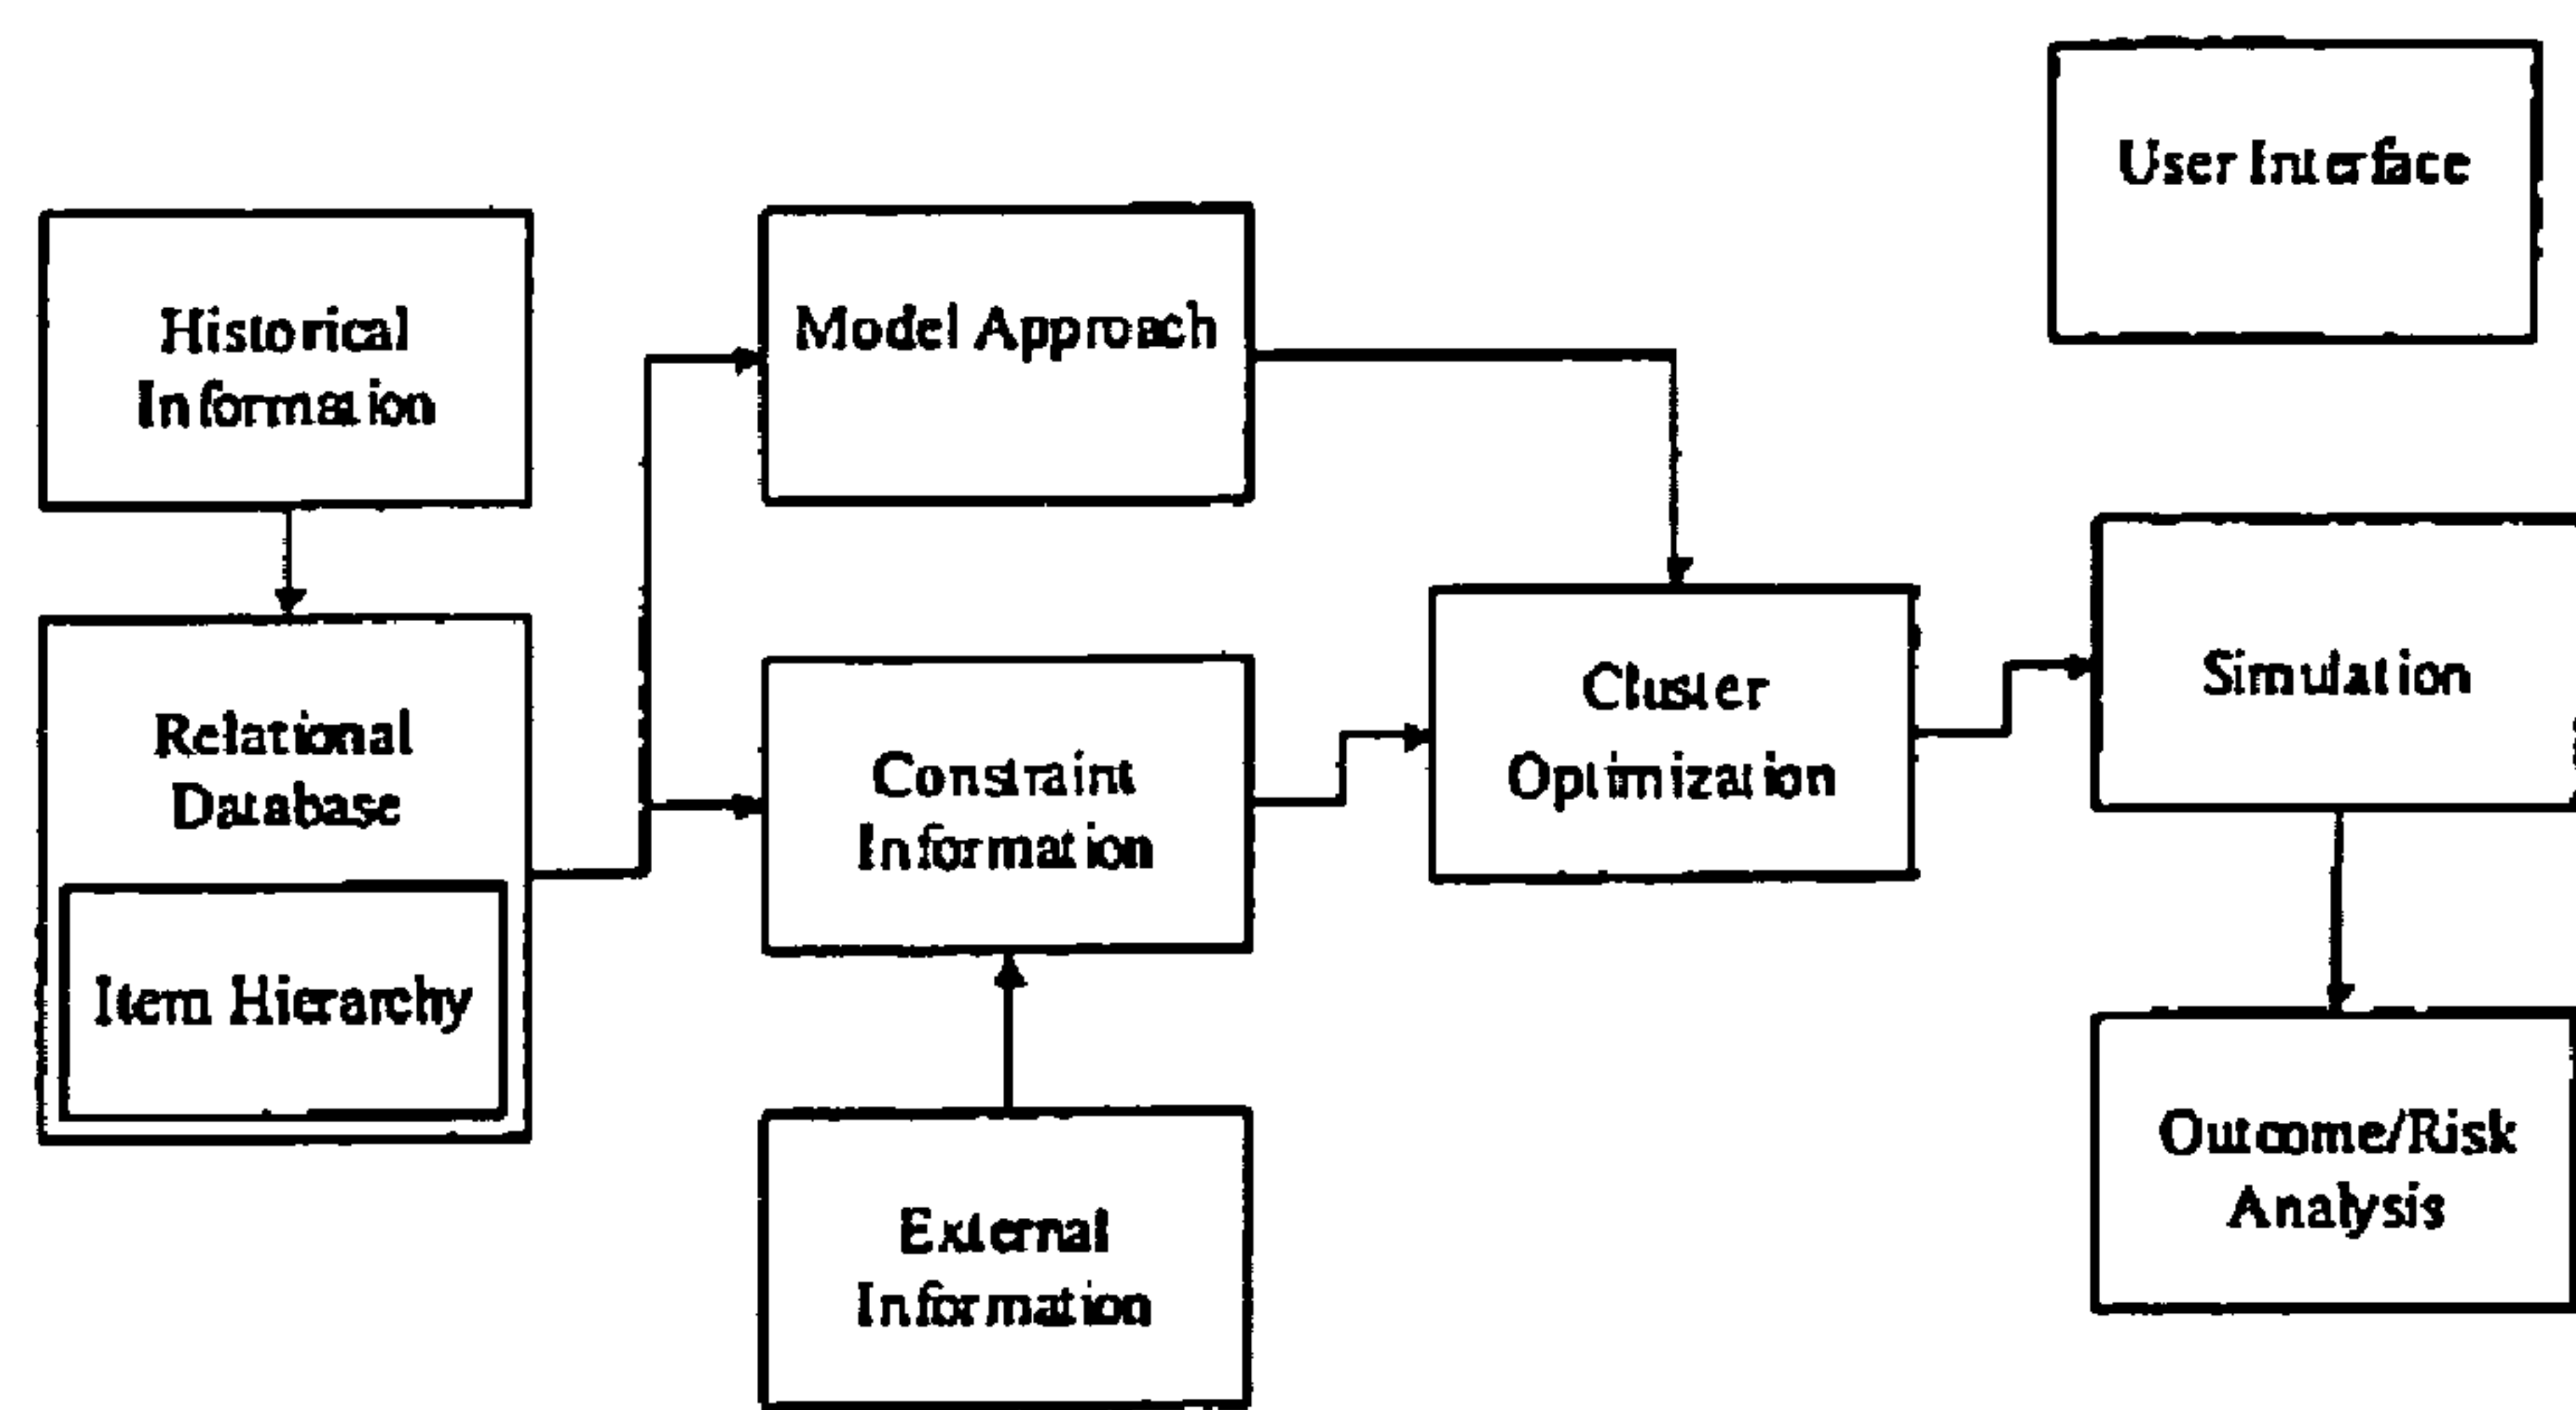 User Interface
Historical
Information
Model Approach
Relational
Database
Item Hierarchy
Constraint
Information
Cluster
Optimization
Simulation
External
Information
Outcome/Risk
Analysis